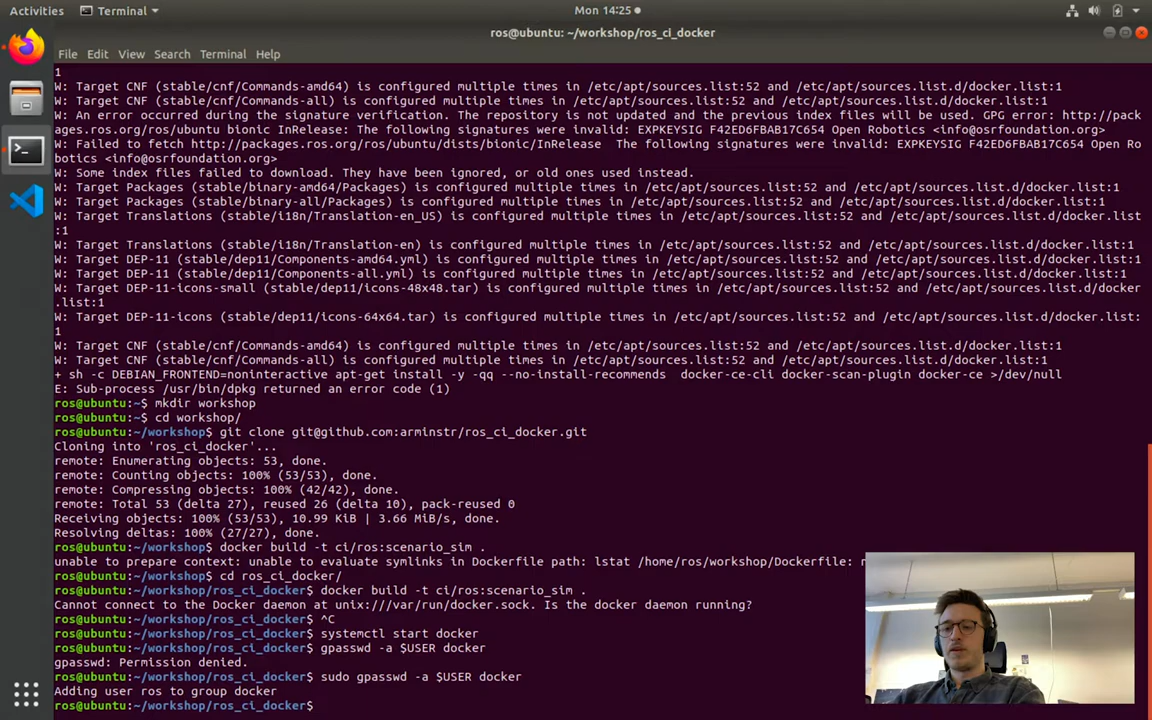 Activities Terminal Mon 14:25
ros@ubuntu: ~/workshop/ros_ci_docker
File Edit View Search Terminal Help
1
W: Target CNF (stable/cnf/Commands-amd64) is configured multiple times in /etc/apt/sources.list:52 and /etc/apt/sources.list.d/docker.list:1
W: Target CNF (stable/cnf/Commands-all) is configured multiple times in /etc/apt/sources.list:52 and /etc/apt/sources.list.d/docker.list:1
W: An error occurred during the signature verification. The repository is not updated and the previous index files will be used. GPG error: http://pack
ages.ros.org/ros/ubuntu bionic InRelease: The following signatures were invalid: EXPKEYSIG F42ED6FBAB17C654 Open Robotics <info@osrfoundation.org>
W: Failed to fetch http://packages.ros.org/ros/ubuntu/dists/bionic/InRelease  The following signatures were invalid: EXPKEYSIG F42ED6FBAB17C654 Open Ro
botics <info@osrfoundation.org>
W: Some index files failed to download. They have been ignored, or old ones used instead.
W: Target Packages (stable/binary-amd64/Packages) is configured multiple times in /etc/apt/sources.list:52 and /etc/apt/sources.list.d/docker.list:1
W: Target Packages (stable/binary-all/Packages) is configured multiple times in /etc/apt/sources.list:52 and /etc/apt/sources.list.d/docker.list:1
W: Target Translations (stable/i18n/Translation-en_US) is configured multiple times in /etc/apt/sources.list:52 and /etc/apt/sources.list.d/docker.list
:1
W: Target Translations (stable/i18n/Translation-en) is configured multiple times in /etc/apt/sources.list:52 and /etc/apt/sources.list.d/docker.list:1
W: Target DEP-11 (stable/dep11/Components-amd64.yml) is configured multiple times in /etc/apt/sources.list:52 and /etc/apt/sources.list.d/docker.list:1
W: Target DEP-11 (stable/dep11/Components-all.yml) is configured multiple times in /etc/apt/sources.list:52 and /etc/apt/sources.list.d/docker.list:1
W: Target DEP-11-icons-small (stable/dep11/icons-48x48.tar) is configured multiple times in /etc/apt/sources.list:52 and /etc/apt/sources.list.d/docker
.list:1
W: Target DEP-11-icons (stable/dep11/icons-64x64.tar) is configured multiple times in /etc/apt/sources.list:52 and /etc/apt/sources.list.d/docker.list:
1
W: Target CNF (stable/cnf/Commands-amd64) is configured multiple times in /etc/apt/sources.list:52 and /etc/apt/sources.list.d/docker.list:1
W: Target CNF (stable/cnf/Commands-all) is configured multiple times in /etc/apt/sources.list:52 and /etc/apt/sources.list.d/docker.list:1
+ sh -c DEBIAN_FRONTEND=noninteractive apt-get install -y -qq --no-install-recommends  docker-ce-cli docker-scan-plugin docker-ce >/dev/null
E: Sub-process /usr/bin/dpkg returned an error code (1)
ros@ubuntu:~$ mkdir workshop
ros@ubuntu:~$ cd workshop/
ros@ubuntu:~/workshop$ git clone git@github.com:arminstr/ros_ci_docker.git
Cloning into 'ros_ci_docker'...
remote: Enumerating objects: 53, done.
remote: Counting objects: 100% (53/53), done.
remote: Compressing objects: 100% (42/42), done.
remote: Total 53 (delta 27), reused 26 (delta 10), pack-reused 0
Receiving objects: 100% (53/53), 10.99 KiB | 3.66 MiB/s, done.
Resolving deltas: 100% (27/27), done.
ros@ubuntu:~/workshop$ docker build -t ci/ros:scenario_sim .
unable to prepare context: unable to evaluate symlinks in Dockerfile path: lstat /home/ros/workshop/Dockerfile:
ros@ubuntu:~/workshop$ cd ros_ci_docker/
ros@ubuntu:~/workshop/ros_ci_docker$ docker build -t ci/ros:scenario_sim .
Cannot connect to the Docker daemon at unix:///var/run/docker.sock. Is the docker daemon running?
ros@ubuntu:~/workshop/ros_ci_docker$ ^C
ros@ubuntu:~/workshop/ros_ci_docker$ systemctl start docker
ros@ubuntu:~/workshop/ros_ci_docker$ gpasswd -a $USER docker
gpasswd: Permission denied.
ros@ubuntu:~/workshop/ros_ci_docker$ sudo gpasswd -a $USER docker
Adding user ros to group docker
ros@ubuntu:~/workshop/ros_ci_docker$